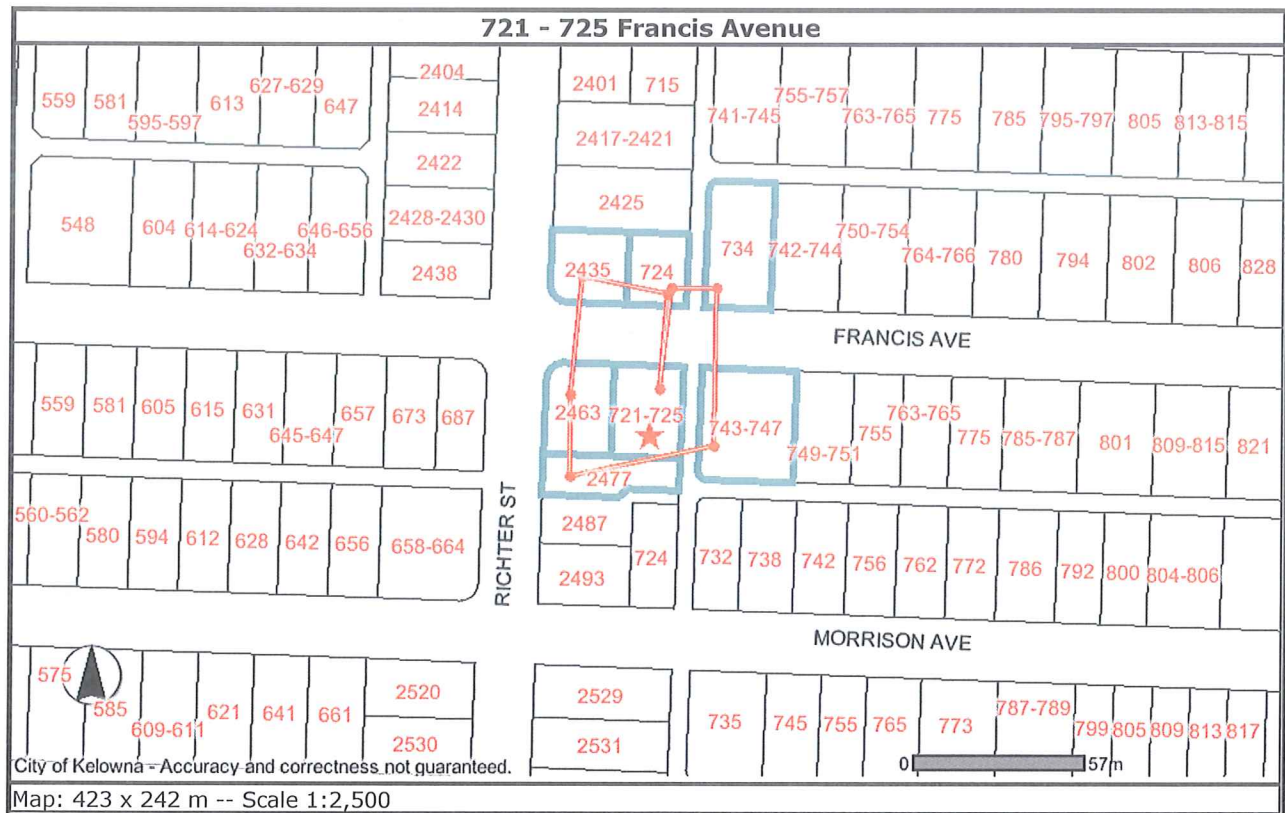 721 - 725 Francis Avenue
627-629
2404
2401 715
755-757
559 581 613 647
595-597
2414
741-745 763-765 775 785 795-797 805 813-815
2417-2421
2422
2425
548 604 614-624 646-656
632-634
2428-2430
2438
2435 724 734 742-744
750-754
764-766 780 794 802 806 828
FRANCIS AVE
559 581 605 615 631 657 673 687
645-647
2463 721-725 743-747
763-765
749-751 755 775 785-787 801 809-815 821
2477
560-562
580 594 612 628 642 656 658-664
RICHTER ST
2487
2493
724 732 738 742 756 762 772 786 792 800 804-806
MORRISON AVE
575
585
609-611
621 641 661
2520
2530
2529
2531
735 745 755 765 773
787-789
799 805 809 813 817
City of Kelowna - Accuracy and correctness not guaranteed.
0 57m
Map: 423 x 242 m -- Scale 1:2,500